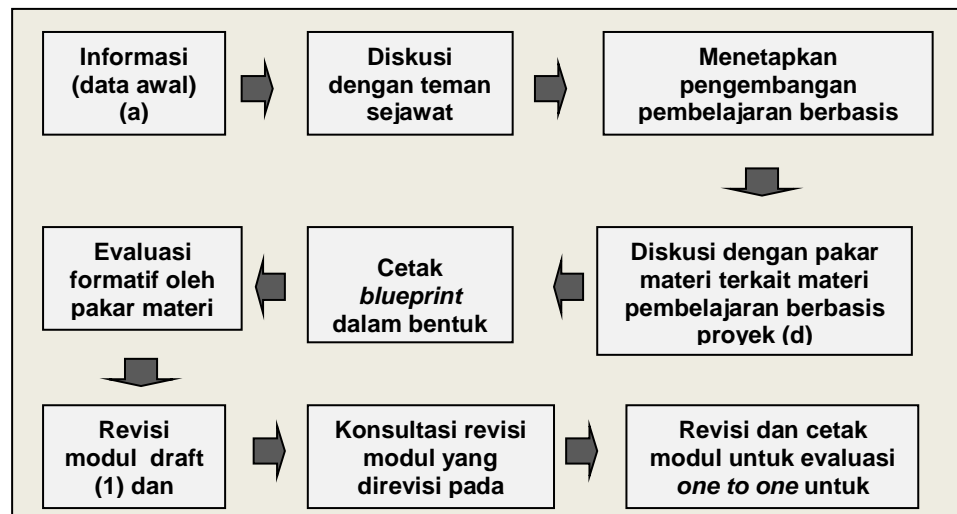 Informasi
(data awal)
(a)
Diskusi
dengan teman
sejawat
Menetapkan
pengembangan
pembelajaran berbasis
Diskusi dengan pakar
materi terkait materi
pembelajaran berbasis
proyek (d)
Cetak
blueprint
dalam bentuk
Evaluasi
formatif oleh
pakar materi
Revisi
modul draft
(1) dan
Konsultasi revisi
modul yang
direvisi pada
Revisi dan cetak
modul untuk evaluasi
one to one untuk